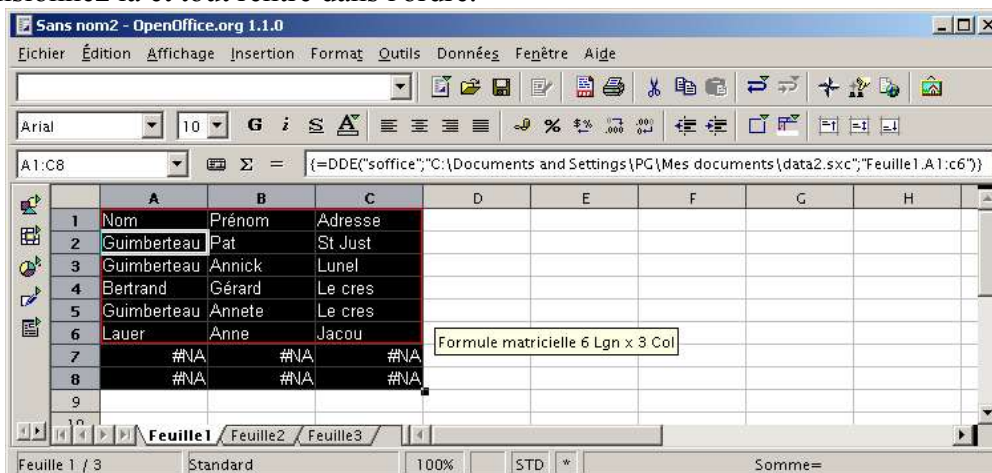 Sans nom2 - OpenOffice.org 1.1.0
Fichier Édition Affichage Insertion Format Outils Données Fenêtre Aide
Arial 10 G i S A
A1:C8 Σ = {=DDE("soffice";"C:\Documents and Settings\PG\Mes documents\data2.sxc";"Feuille1.A1:c6")}
A B C D E F G H
1 Nom Prénom Adresse
2 Guimberteau Pat St Just
3 Guimberteau Annick Lunel
4 Bertrand Gérard Le cres
5 Guimberteau Annete Le cres
6 Lauer Anne Jacou
Formule matricielle 6 Lgn x 3 Col
7 #NA #NA #NA
8 #NA #NA #NA
9
10
Feuille1 Feuille2 Feuille3
Feuille 1 / 3 Standard 100% STD * Somme=